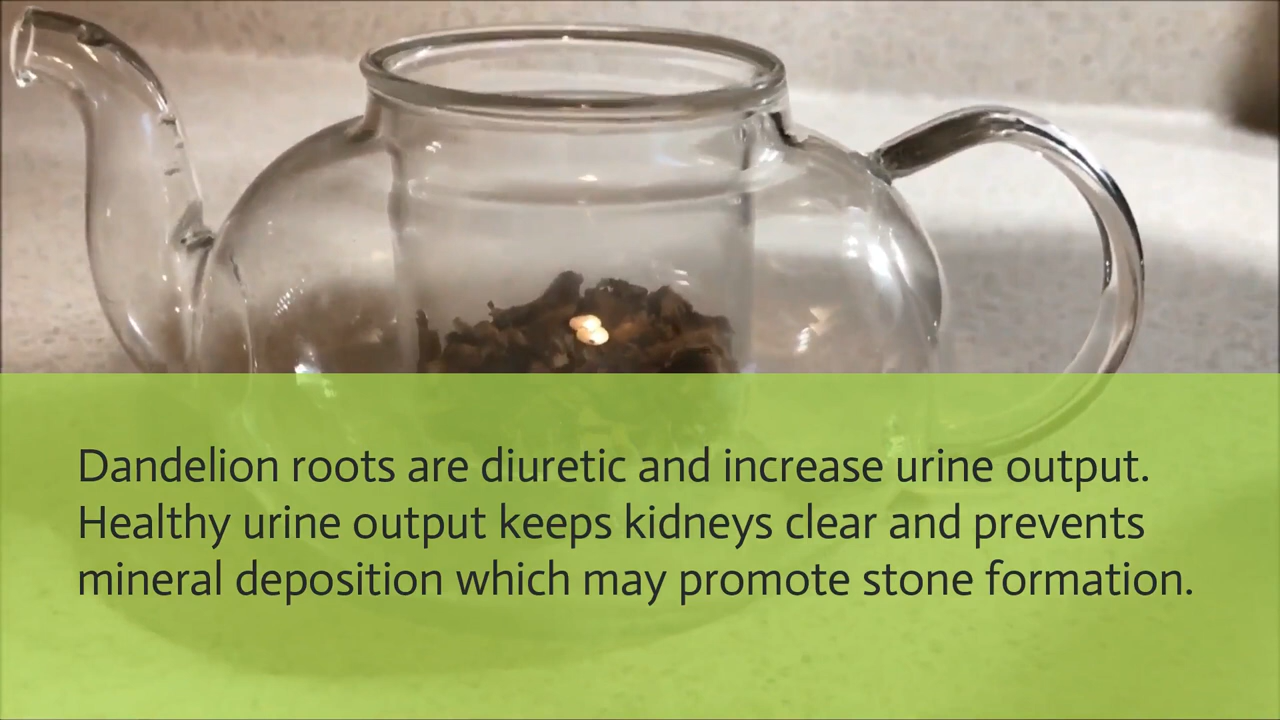 Dandelion roots are diuretic and increase urine output.
Healthy urine output keeps kidneys clear and prevents
mineral deposition which may promote stone formation.